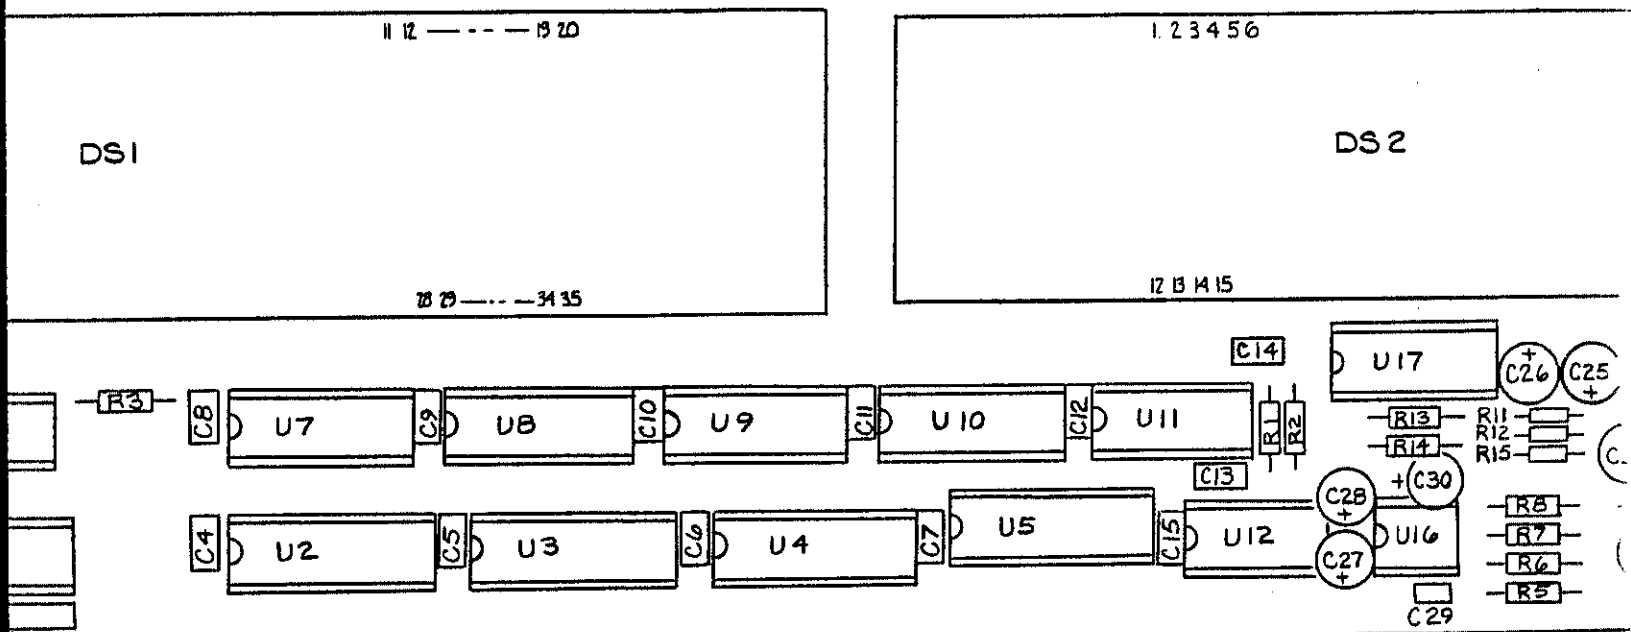 11 12 — - - — 19 20
1. 2 3 4 5 6
DS1
DS2
28 29 — - - — 34 35
12 13 14 15
C14
U17
C26
+
C25
+
R3
C8
U7
C9
U8
C10
U9
C11
U10
C12
U11
R1
R2
R13
R11
R12
R14
R15
C13
C28
+
+
C30
C4
U2
C5
U3
C6
U4
C7
U5
C15
U12
C27
+
U16
R8
R7
R6
R5
C29